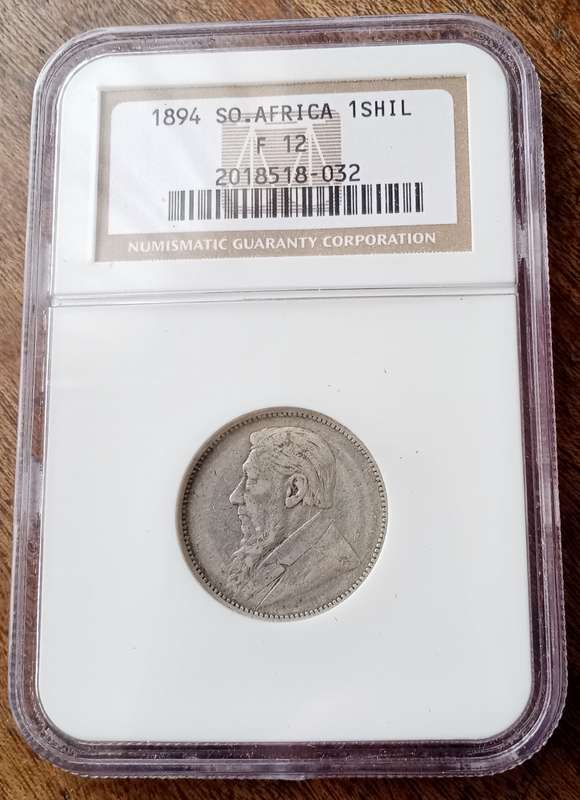 1894 SO.AFRICA 1SHIL
F 12
2018518-032
NUMISMATIC GUARANTY CORPORATION